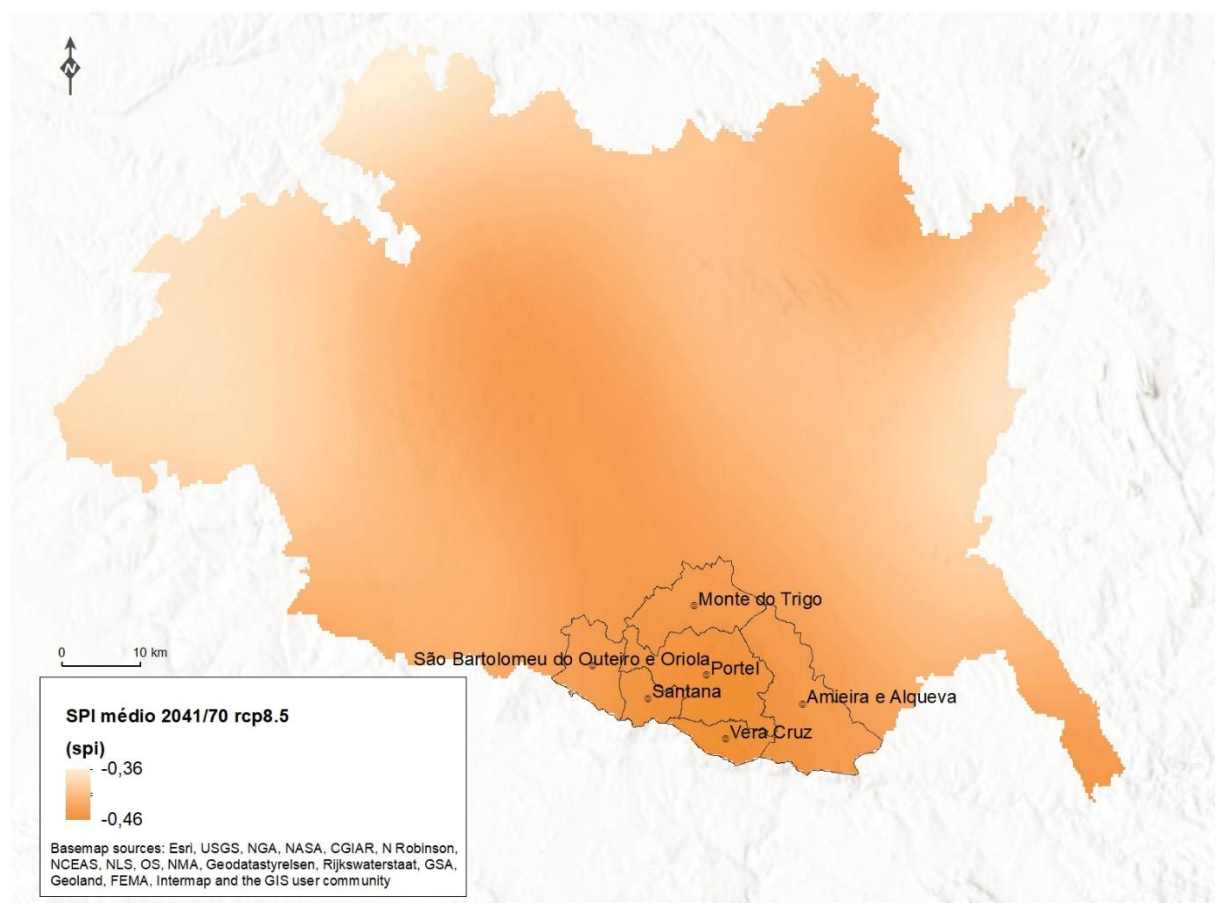 N
Monte do Trigo
São Bartolomeu do Outeiro e Oriola
Portel
Santana
Amieira e Alqueva
Vera Cruz
0 10 km
SPI médio 2041/70 rcp8.5
(spi)
-0,36
-0,46
Basemap sources: Esri, USGS, NGA, NASA, CGIAR, N Robinson,
NCEAS, NLS, OS, NMA, Geodatastyrelsen, Rijkswaterstaat, GSA,
Geoland, FEMA, Intermap and the GIS user community